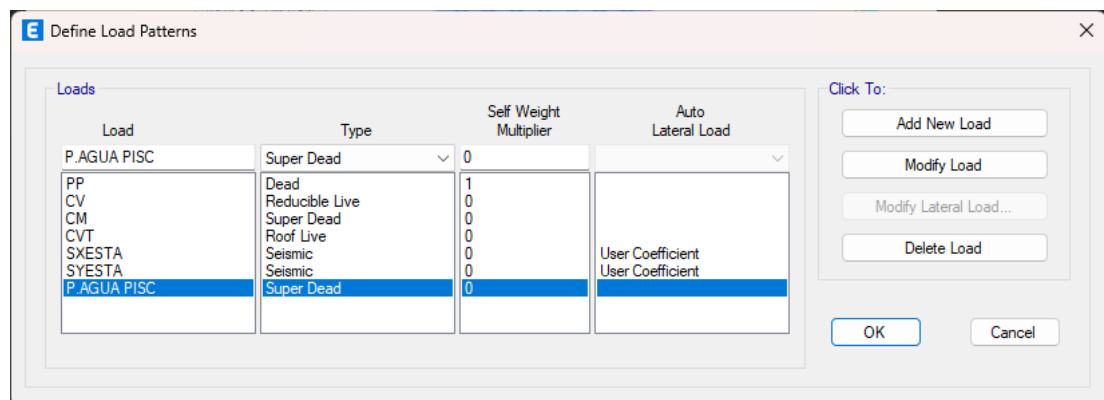 E Define Load Patterns
Loads
Click To:
Load
Type
Self Weight
Multiplier
Auto
Lateral Load
P.AGUA PISC Super Dead 0
PP Dead 1
CV Reducible Live 0
CM Super Dead 0
CVT Roof Live 0
SXESTA Seismic 0 User Coefficient
SYESTA Seismic 0 User Coefficient
P.AGUA PISC Super Dead 0
Add New Load
Modify Load
Modify Lateral Load...
Delete Load
OK
Cancel